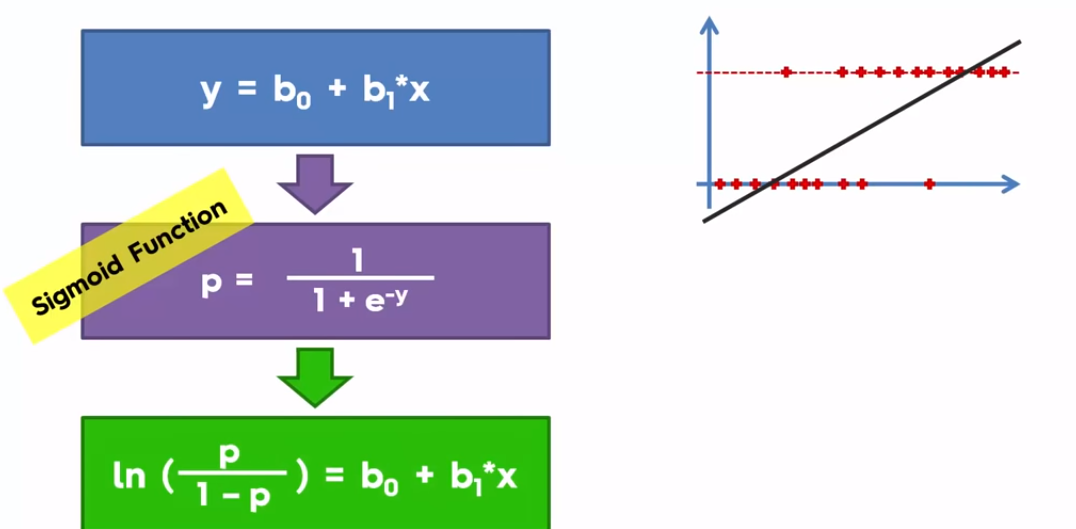 y = b₀ + b₁*x
Sigmoid Function
p = 1 / (1 + e⁻ʸ)
ln ( p / (1 - p) ) = b₀ + b₁*x